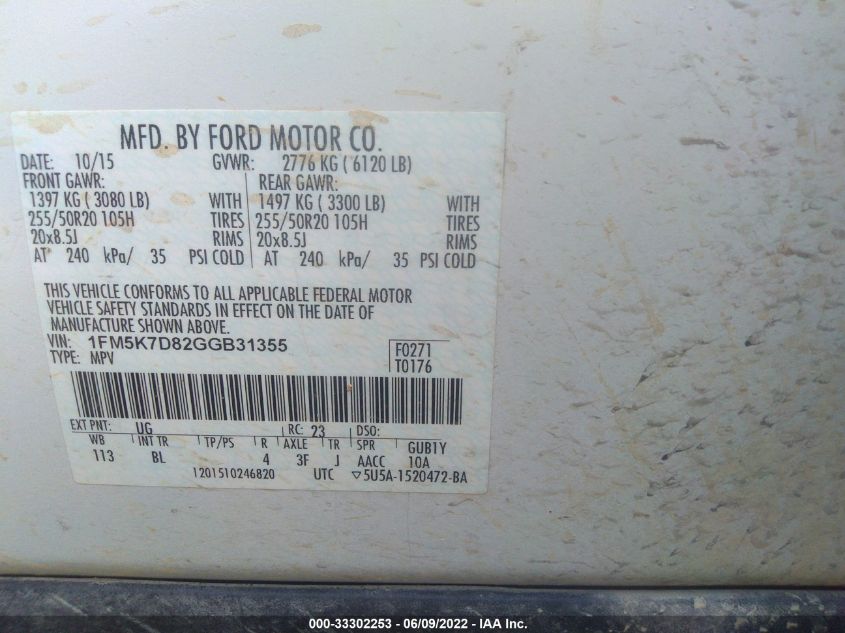 MFD. BY FORD MOTOR CO.
DATE: 10/15 GVWR: 2776 KG ( 6120 LB)
FRONT GAWR: REAR GAWR:
1397 KG ( 3080 LB) WITH 1497 KG ( 3300 LB) WITH
255/50R20 105H TIRES 255/50R20 105H TIRES
20x8.5J RIMS 20x8.5J RIMS
AT 240 kPa/ 35 PSI COLD AT 240 kPa/ 35 PSI COLD
THIS VEHICLE CONFORMS TO ALL APPLICABLE FEDERAL MOTOR
VEHICLE SAFETY STANDARDS IN EFFECT ON THE DATE OF
MANUFACTURE SHOWN ABOVE.
VIN: 1FM5K7D82GGB31355 F0271
TYPE: MPV T0176
EXT PNT: UG RC: 23 DSO:
WB INT TR TP/PS R AXLE TR SPR GUB1Y
113 BL 4 3F J AACC 10A
1201510246820 UTC ▽5U5A-1520472-BA
000-33302253 - 06/09/2022 - IAA Inc.